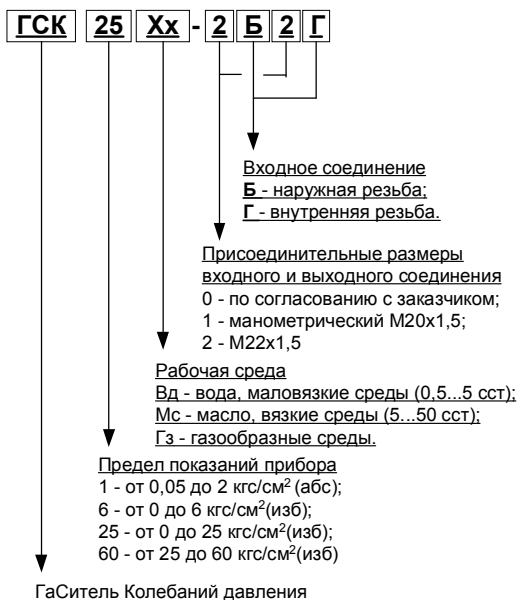 ГСК 25 Хх - 2 Б 2 Г
Входное соединение
Б - наружная резьба;
Г - внутренняя резьба.
Присоединительные размеры
входного и выходного соединения
0 - по согласованию с заказчиком;
1 - манометрический М20х1,5;
2 - М22х1,5
Рабочая среда
Вд - вода, маловязкие среды (0,5...5 сст);
Мс - масло, вязкие среды (5...50 сст);
Гз - газообразные среды.
Предел показаний прибора
1 - от 0,05 до 2 кгс/см² (абс);
6 - от 0 до 6 кгс/см²(изб);
25 - от 0 до 25 кгс/см²(изб);
60 - от 25 до 60 кгс/см²(изб)
ГаСитель Колебаний давления